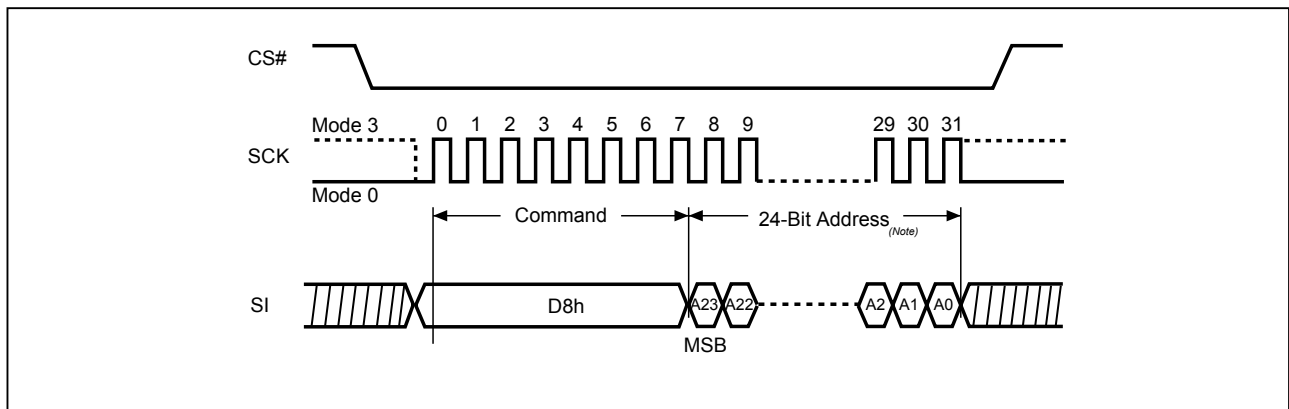 CS#
Mode 3
0 1 2 3 4 5 6 7 8 9 29 30 31
SCK
Mode 0
Command
24-Bit Address(Note)
SI
D8h A23 A22 A2 A1 A0
MSB